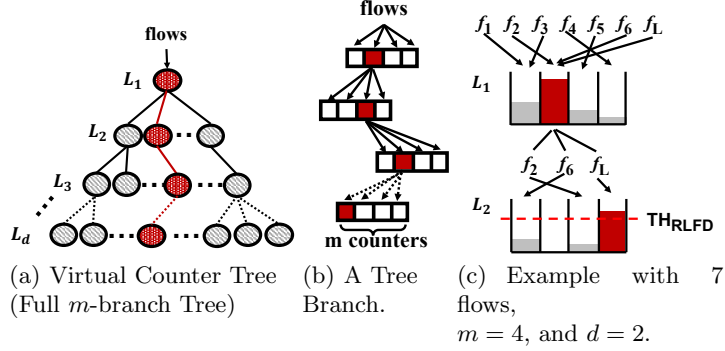 flows
L1
L2
L3
Ld
(a) Virtual Counter Tree
(Full m-branch Tree)
flows
m counters
(b) A Tree
Branch.
f1 f2 f3 f4 f5 f6 fL
L1
f2 f6 fL
L2
THRLFD
(c) Example with 7
flows,
m = 4, and d = 2.